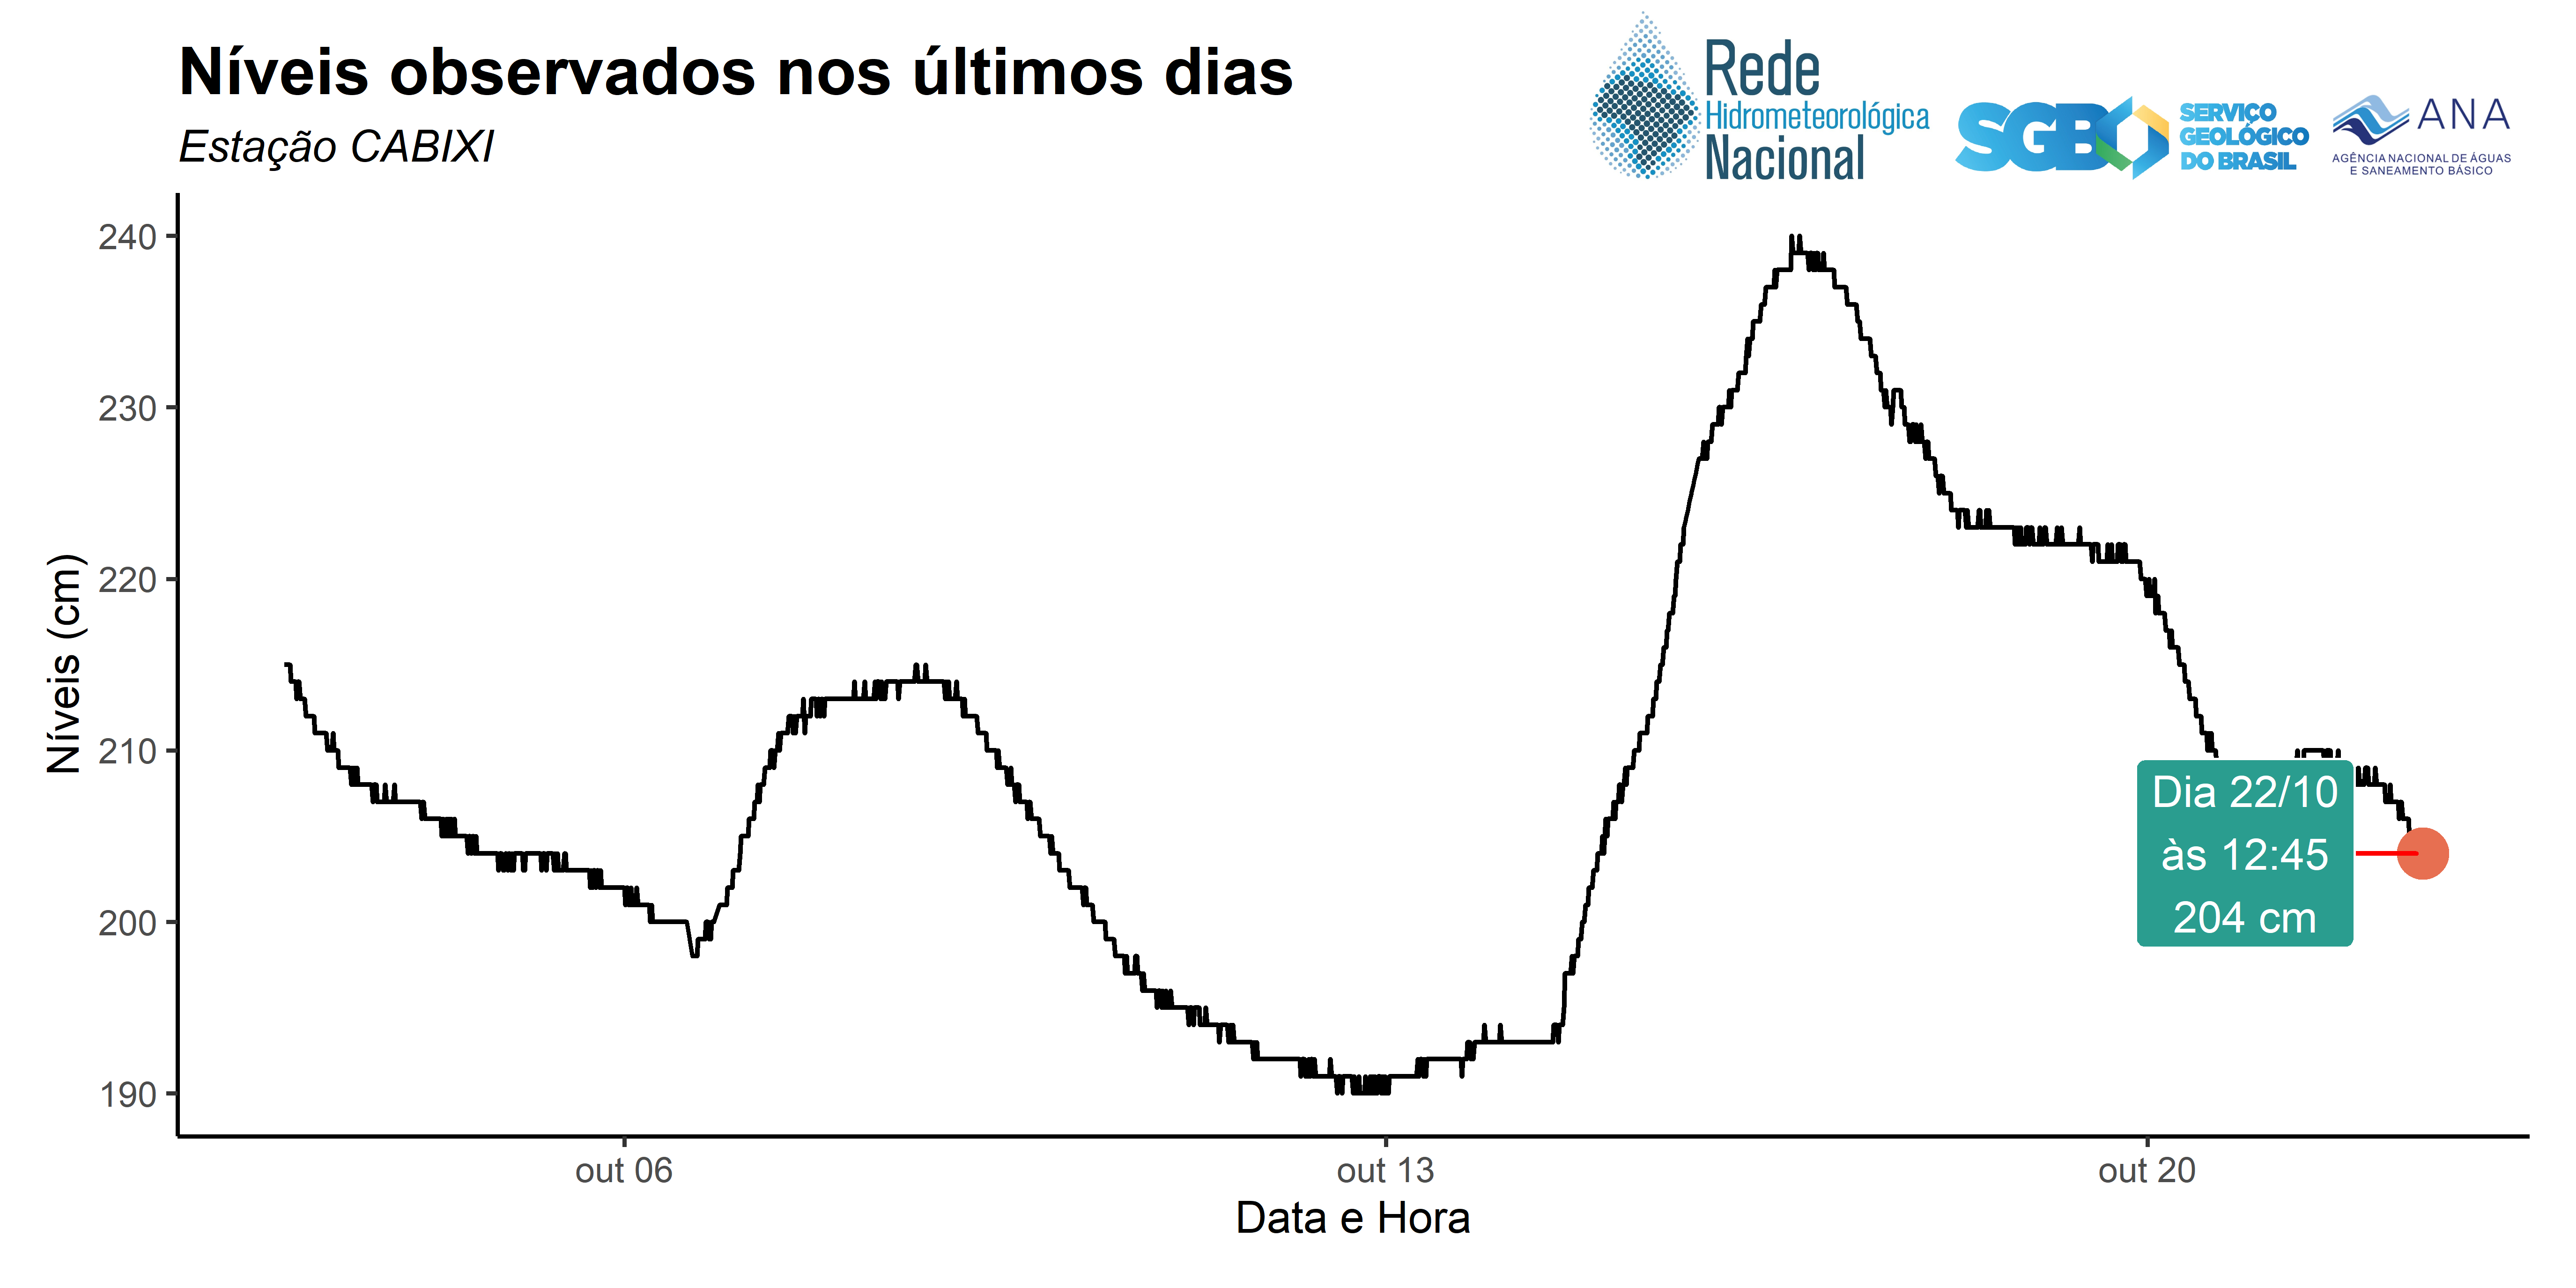 Níveis observados nos últimos dias
Estação CABIXI
Rede
Hidrometeorológica
Nacional
SGB
SERVIÇO
GEOLÓGICO
DO BRASIL
ANA
AGÊNCIA NACIONAL DE ÁGUAS
E SANEAMENTO BÁSICO
Níveis (cm)
240
230
220
210
200
190
Dia 22/10
às 12:45
204 cm
out 06
out 13
out 20
Data e Hora